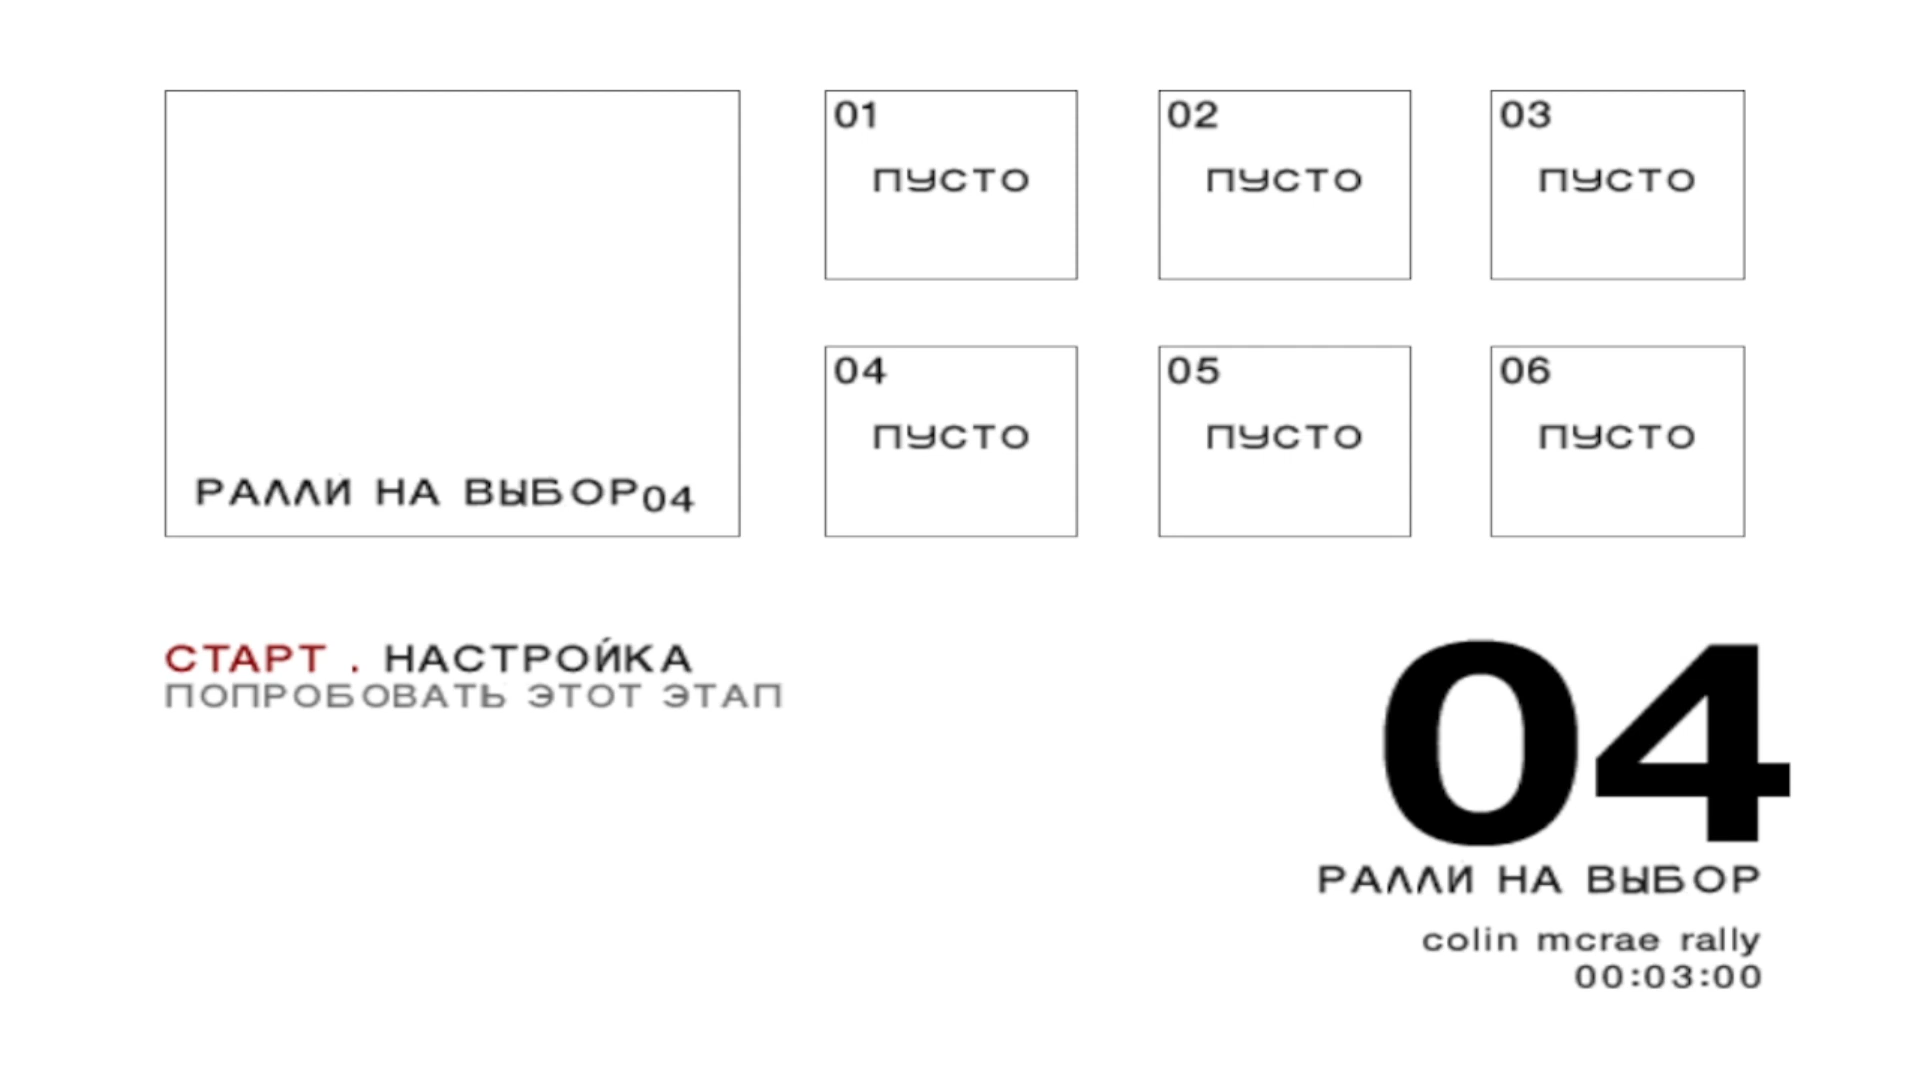 01
02
03
ПУСТО
ПУСТО
ПУСТО
04
05
06
ПУСТО
ПУСТО
ПУСТО
РАЛЛИ НА ВЫБОР04
СТАРТ . НАСТРОЙКА
ПОПРОБОВАТЬ ЭТОТ ЭТАП
04
РАЛЛИ НА ВЫБОР
colin mcrae rally
00:03:00